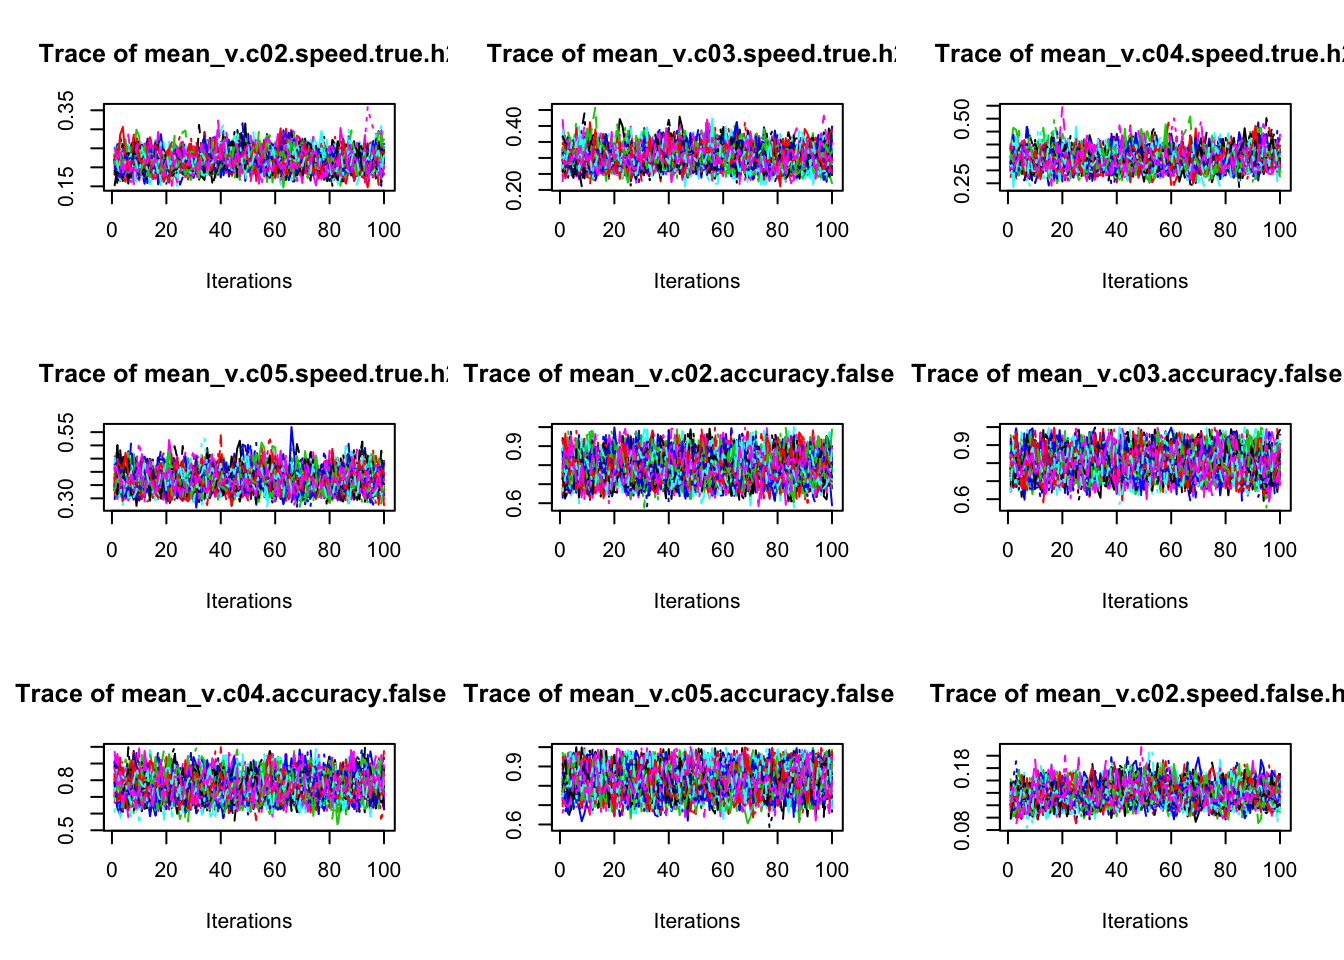 Trace of mean_v.c02.speed.true.h
0.35
0.15
0 20 40 60 80 100
Iterations
Trace of mean_v.c03.speed.true.h
0.40
0.20
0 20 40 60 80 100
Iterations
Trace of mean_v.c04.speed.true.h
0.50
0.25
0 20 40 60 80 100
Iterations
Trace of mean_v.c05.speed.true.h
0.55
0.30
0 20 40 60 80 100
Iterations
Trace of mean_v.c02.accuracy.false
0.9
0.6
0 20 40 60 80 100
Iterations
Trace of mean_v.c03.accuracy.false
0.9
0.6
0 20 40 60 80 100
Iterations
Trace of mean_v.c04.accuracy.false
0.8
0.5
0 20 40 60 80 100
Iterations
Trace of mean_v.c05.accuracy.false
0.9
0.6
0 20 40 60 80 100
Iterations
Trace of mean_v.c02.speed.false.h
0.18
0.08
0 20 40 60 80 100
Iterations